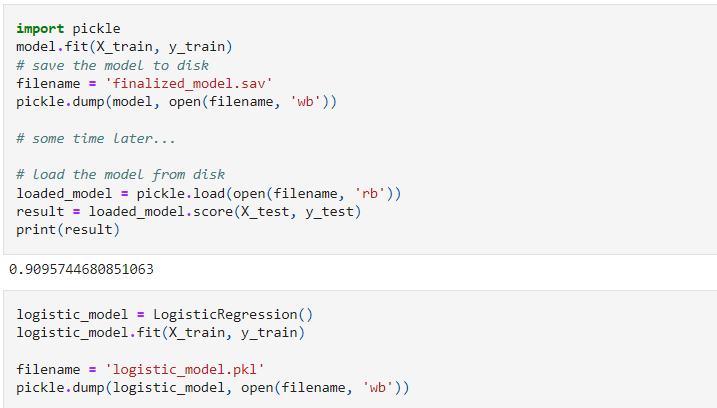 import pickle
model.fit(X_train, y_train)
# save the model to disk
filename = 'finalized_model.sav'
pickle.dump(model, open(filename, 'wb'))
# some time later...
# load the model from disk
loaded_model = pickle.load(open(filename, 'rb'))
result = loaded_model.score(X_test, y_test)
print(result)
0.9095744680851063
logistic_model = LogisticRegression()
logistic_model.fit(X_train, y_train)
filename = 'logistic_model.pkl'
pickle.dump(logistic_model, open(filename, 'wb'))